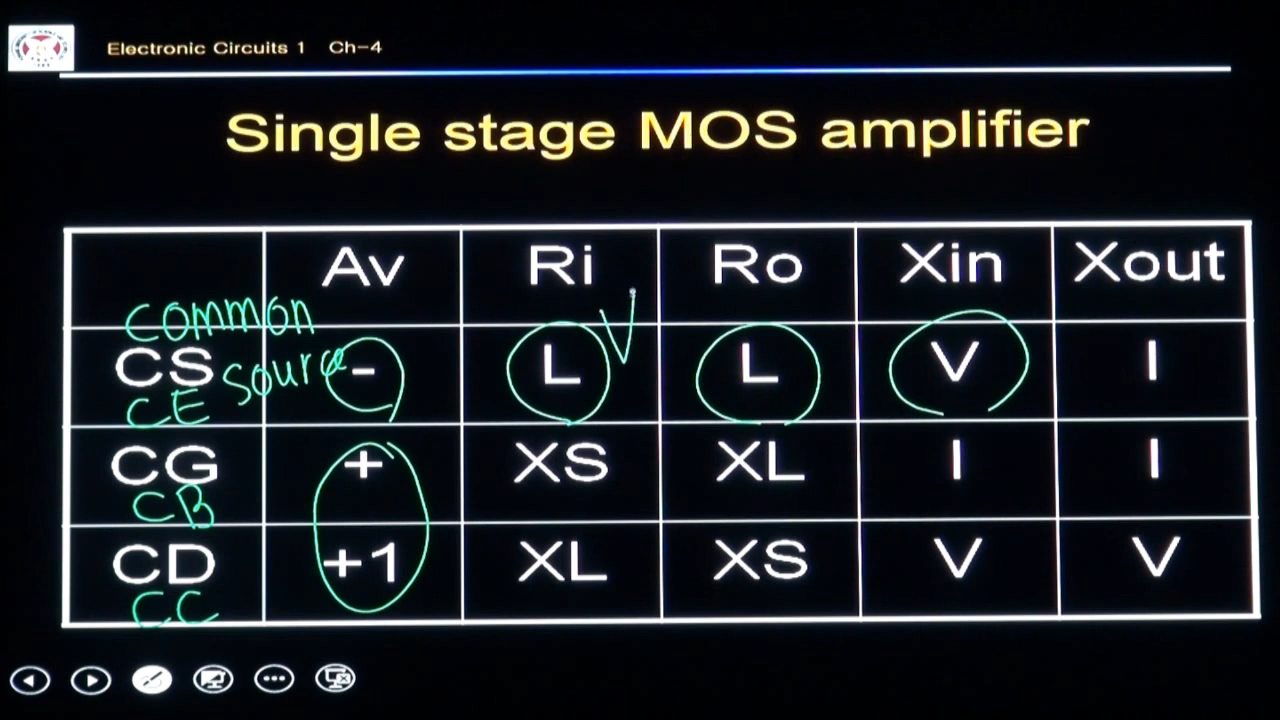 Electronic Circuits 1 Ch-4
Single stage MOS amplifier
Av Ri Ro Xin Xout
common
CS source - L V L V I
CE
CG + XS XL I I
CB
CD +1 XL XS V V
CC